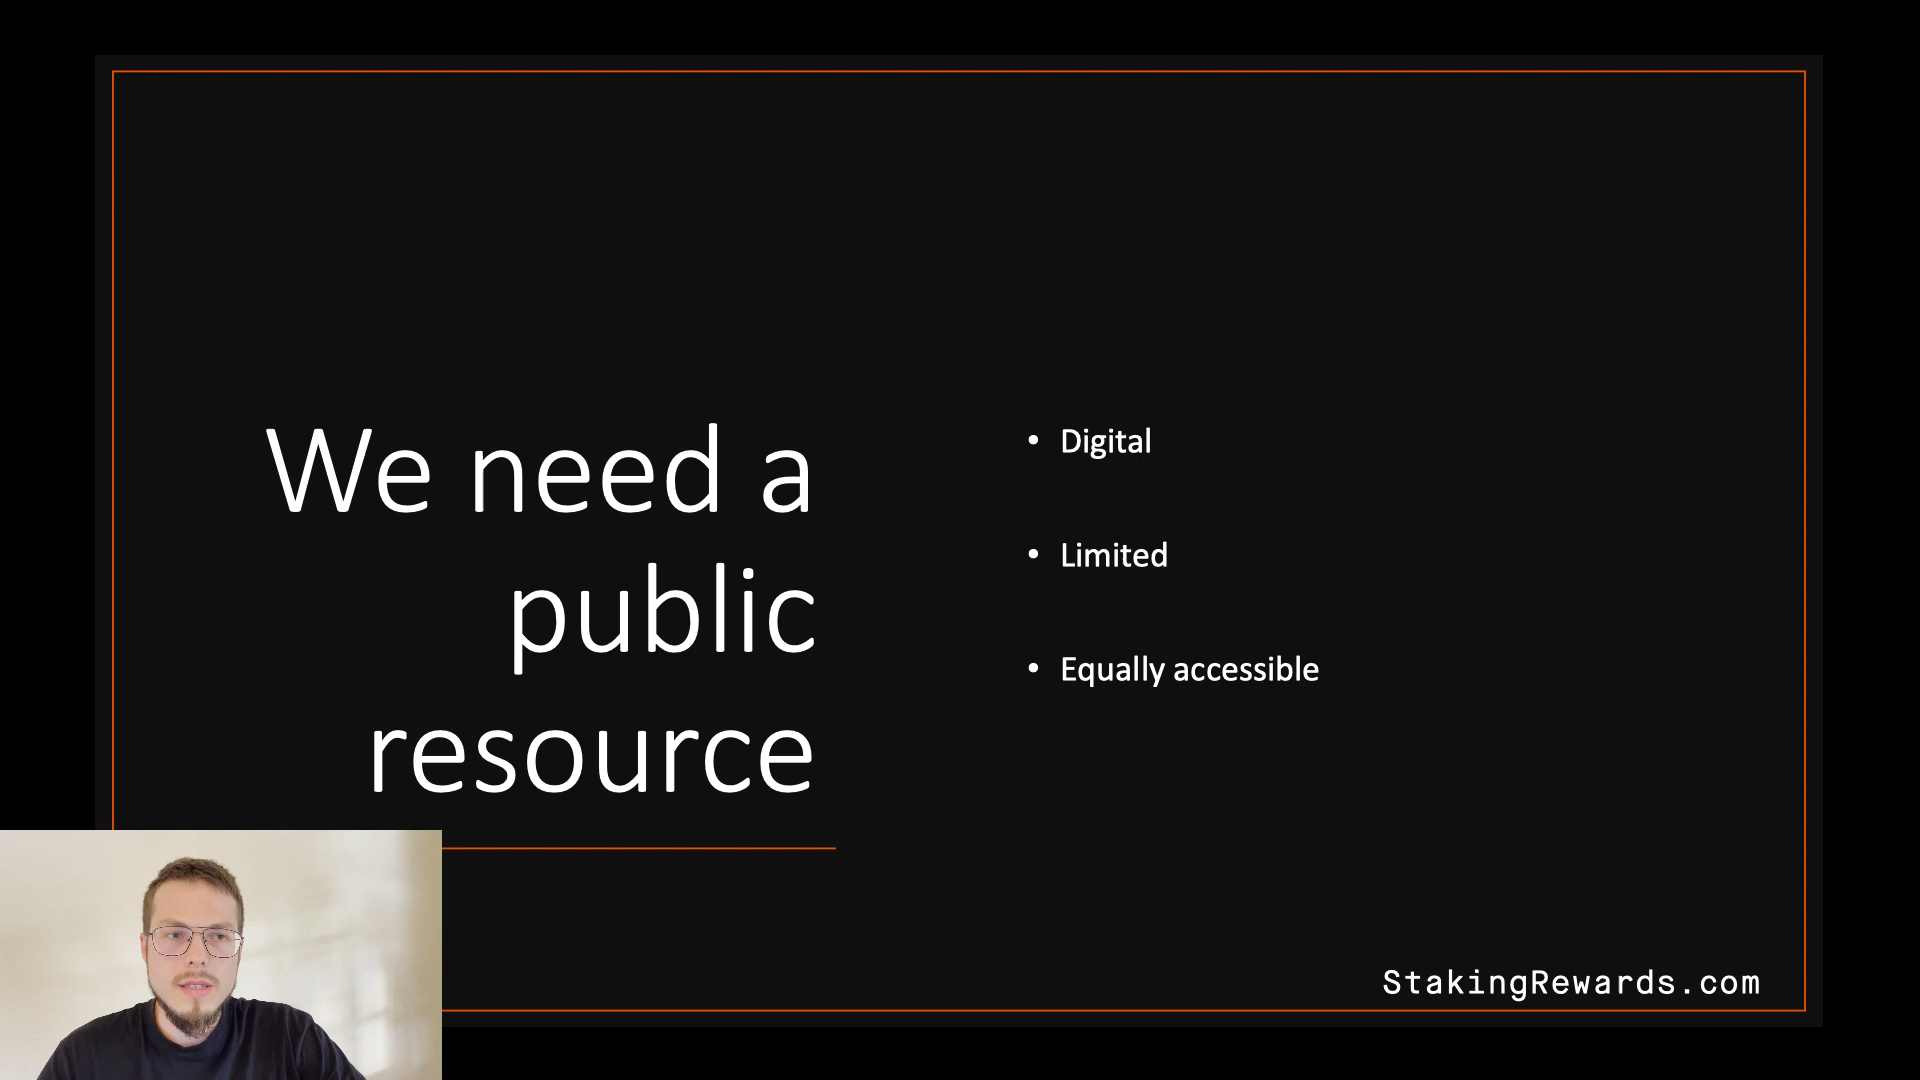 We need a
public
resource
• Digital
• Limited
• Equally accessible
StakingRewards.com